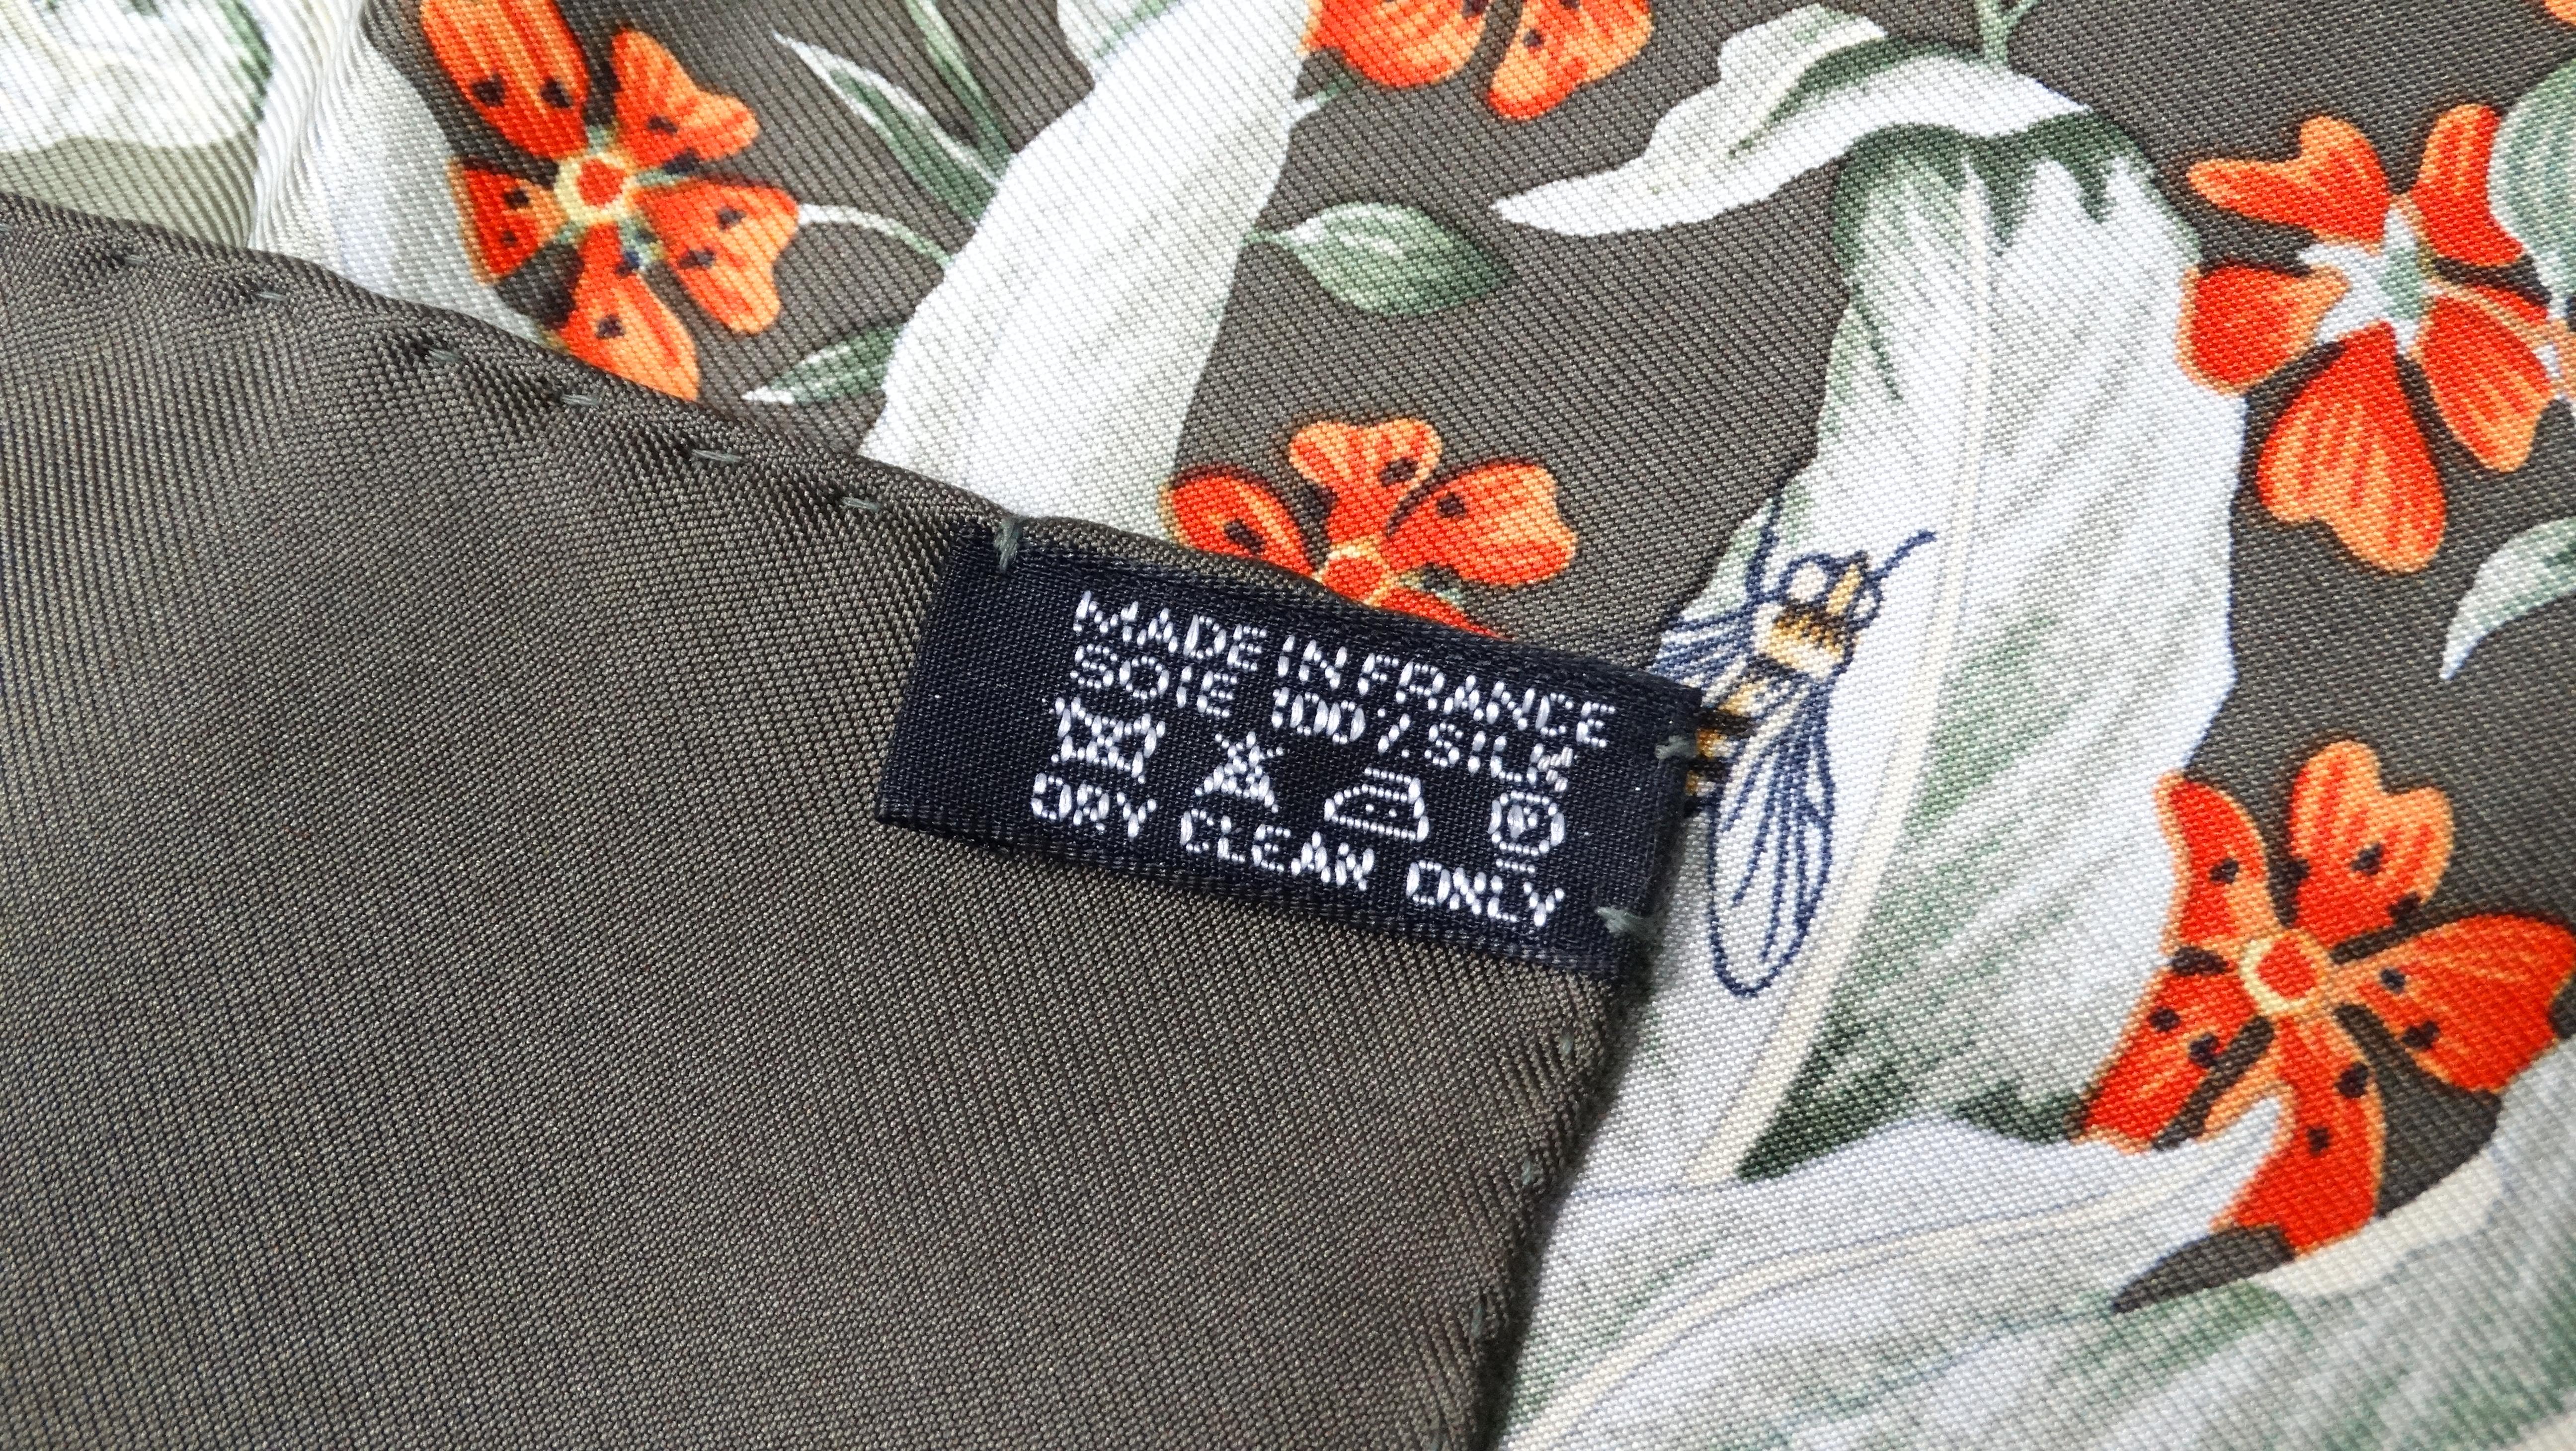 MADE IN FRANCE
SOIE 100% SILK
DRY CLEAN ONLY